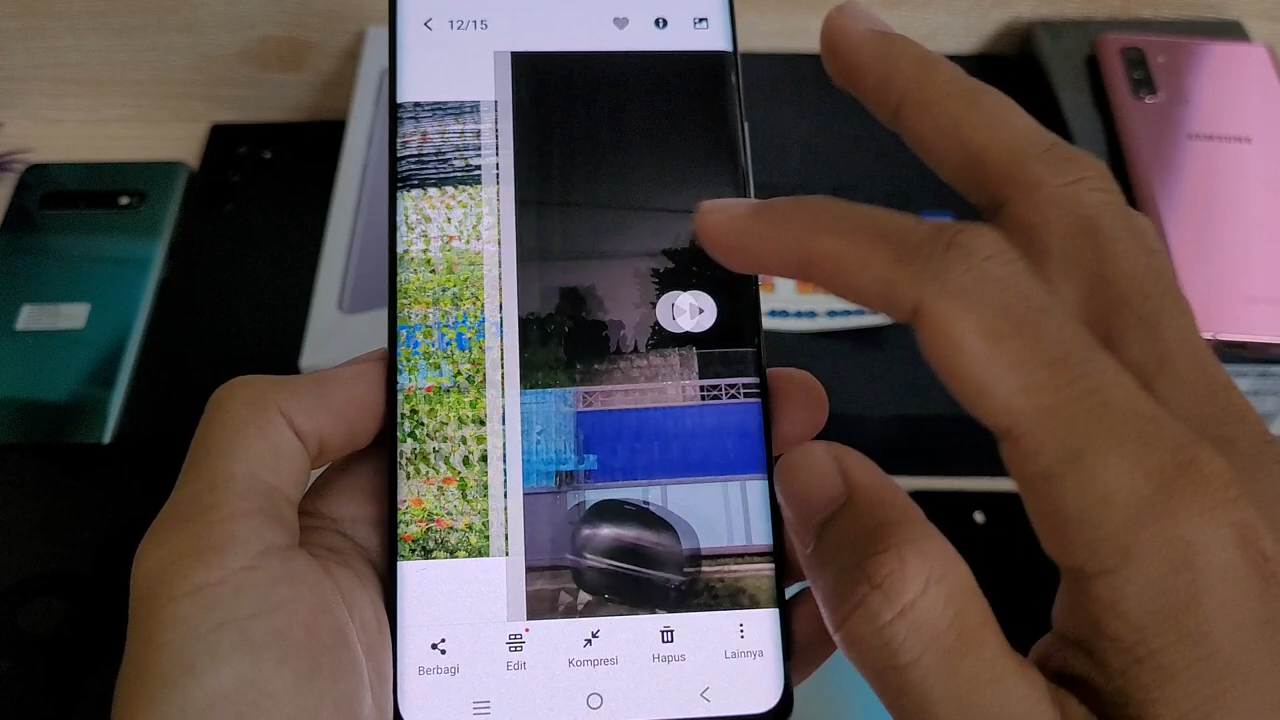 12/15
SAMSUNG
Berbagi
Edit
Kompresi
Hapus
Lainnya